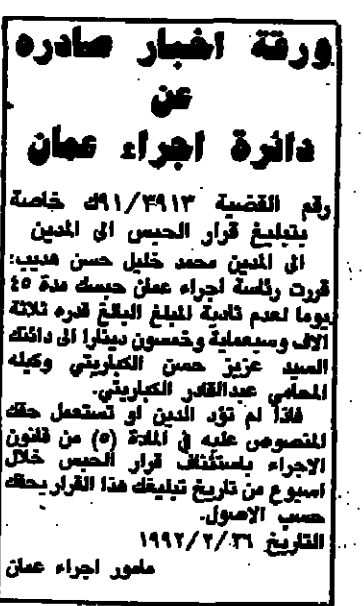 ورقة اخبار صادره
عن
دائرة اجراء عمان
رقم القضية ٩١/٣٩١٣ك خاصة
بتبليغ قرار الحبس الى المدين
الى المدين محمد خليل حسن هديب:
قررت رئاسة اجراء عمان حبسك مدة ٤٥
يوما لعدم تادية المبلغ البالغ قدره ثلاثة
الاف وسبعماية وخمسون دينارا الى دائنك
السيد عزيز حسن الكباريتي وكيله
المحامي عبدالقادر الكباريتي.
فاذا لم تؤد الدين او تستعمل حقك
المنصوص عليه في المادة (٥) من قانون
الاجراء باستئناف قرار الحبس خلال
اسبوع من تاريخ تبليغك هذا القرار بحقك
حسب الاصول.
التاريخ ١٩٩٢/٢/٢٦
مامور اجراء عمان